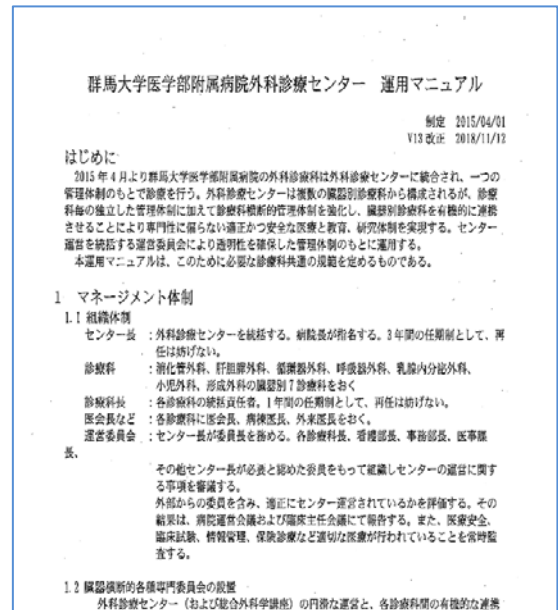 群馬大学医学部附属病院外科診療センター 運用マニュアル
制定 2015/04/01
V13 改正 2018/11/12
はじめに
2015年4月より群馬大学医学部附属病院の外科診療科は外科診療センターに統合され、一つの
管理体制のもとで診療を行う。外科診療センターは複数の臓器別診療科から構成されるが、診療
科毎の独立した管理体制に加えて診療科横断的管理体制を強化し、臓器別診療科を有機的に連携
させることにより専門性に偏らない適正かつ安全な医療と教育、研究体制を実現する。センター
運営を統括する運営委員会により透明性を確保した管理体制のもとに運用する。
本運用マニュアルは、このために必要な診療科共通の規範を定めるものである。
1 マネージメント体制
1.1 組織体制
センター長 :外科診療センターを統括する。病院長が指名する。3年間の任期制として、再
任は妨げない。
診療科 :消化管外科、肝胆膵外科、循環器外科、呼吸器外科、乳腺内分泌外科、
小児外科、形成外科の臓器別7診療科をおく
診療科長 :各診療科の統括責任者。1年間の任期制として、再任は妨げない。
医会長など :各診療科に医会長、病棟医長、外来医長をおく。
運営委員会 :センター長が委員長を務める。各診療科長、看護部長、事務部長、医事課
長、
その他センター長が必要と認めた委員をもって組織しセンターの運営に関す
る事項を審議する。
外部からの委員を含み、適正にセンター運営されているかを評価する。その
結果は、病院運営会議および臨床主任会議にて報告する。また、医療安全、
臨床試験、情報管理、保険診療など適切な医療が行われていることを常時監
査する。
1.2 臓器横断的各種専門委員会の設置
外科診療センター(および総合外科学講座)の円滑な運営と、各診療科間の有機的な連携